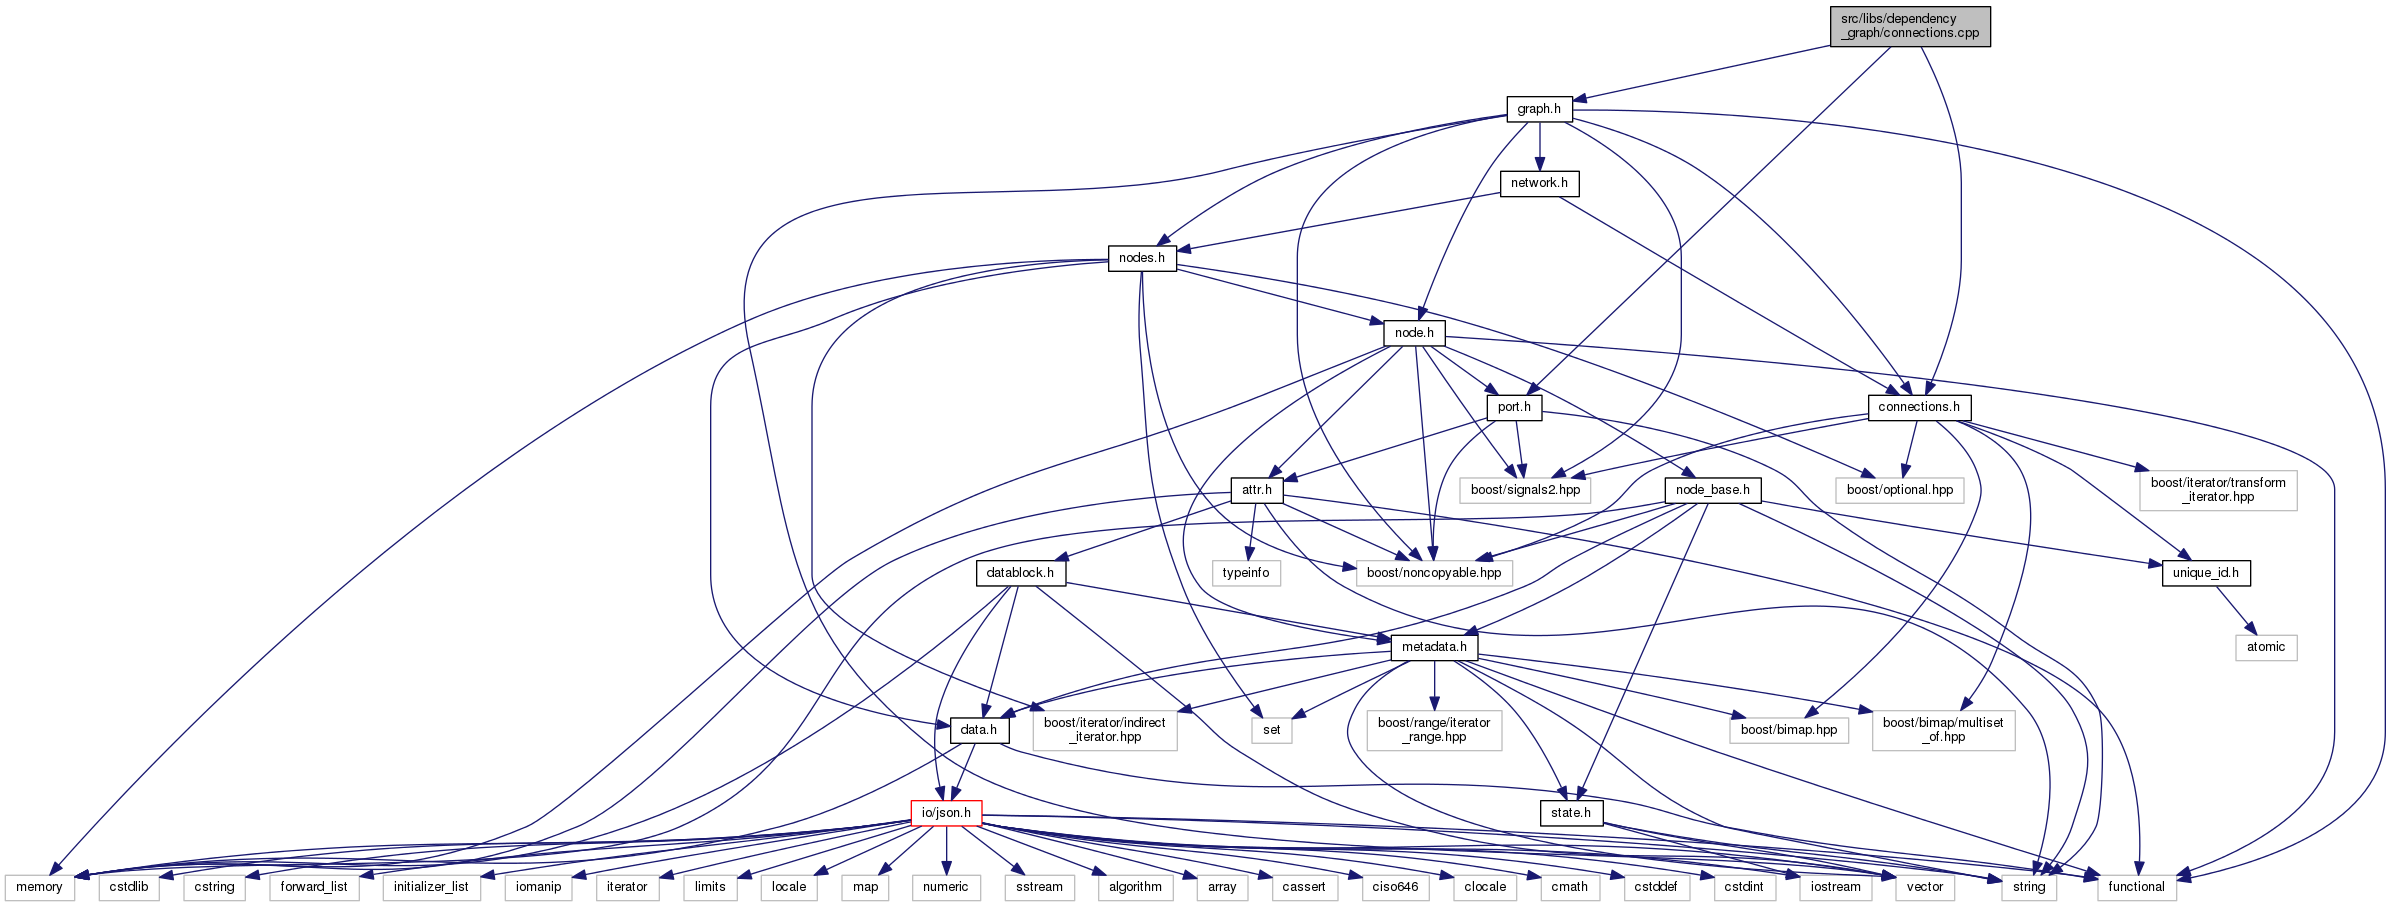 src/libs/dependency
_graph/connections.cpp
graph.h
network.h
nodes.h
node.h
port.h
connections.h
boost/iterator/transform
_iterator.hpp
attr.h
boost/signals2.hpp
node_base.h
boost/optional.hpp
datablock.h
typeinfo
boost/noncopyable.hpp
unique_id.h
metadata.h
atomic
data.h
boost/iterator/indirect
_iterator.hpp
set
boost/range/iterator
_range.hpp
boost/bimap.hpp
boost/bimap/multiset
_of.hpp
io/json.h
state.h
memory
cstdlib
cstring
forward_list
initializer_list
iomanip
iterator
limits
locale
map
numeric
sstream
algorithm
array
cassert
ciso646
clocale
cmath
cstddef
cstdint
iostream
vector
string
functional